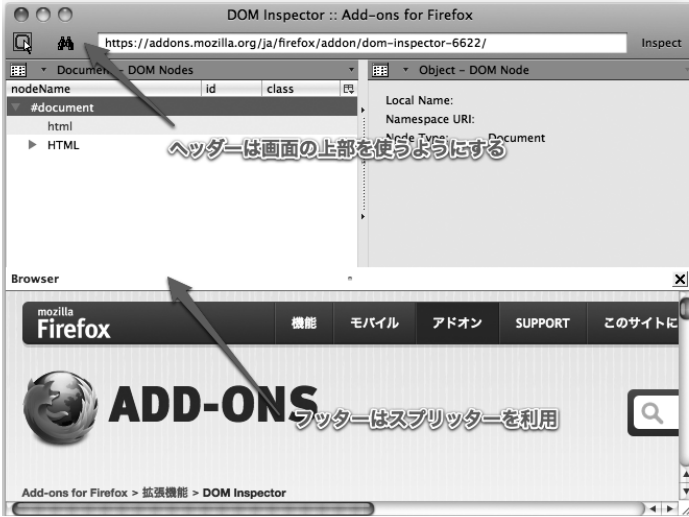 DOM Inspector :: Add-ons for Firefox
https://addons.mozilla.org/ja/firefox/addon/dom-inspector-6622/ Inspect
Document - DOM Nodes
Object – DOM Node
nodeName id class
#document
html
HTML
Local Name:
Namespace URI:
Node Type: Document
ヘッダーは画面の上部を使うようにする
Browser
mozilla
Firefox
機能 モバイル アドオン SUPPORT このサイトに
ADD-ONS
フッターはスプリッターを利用
Add-ons for Firefox > 拡張機能 > DOM Inspector